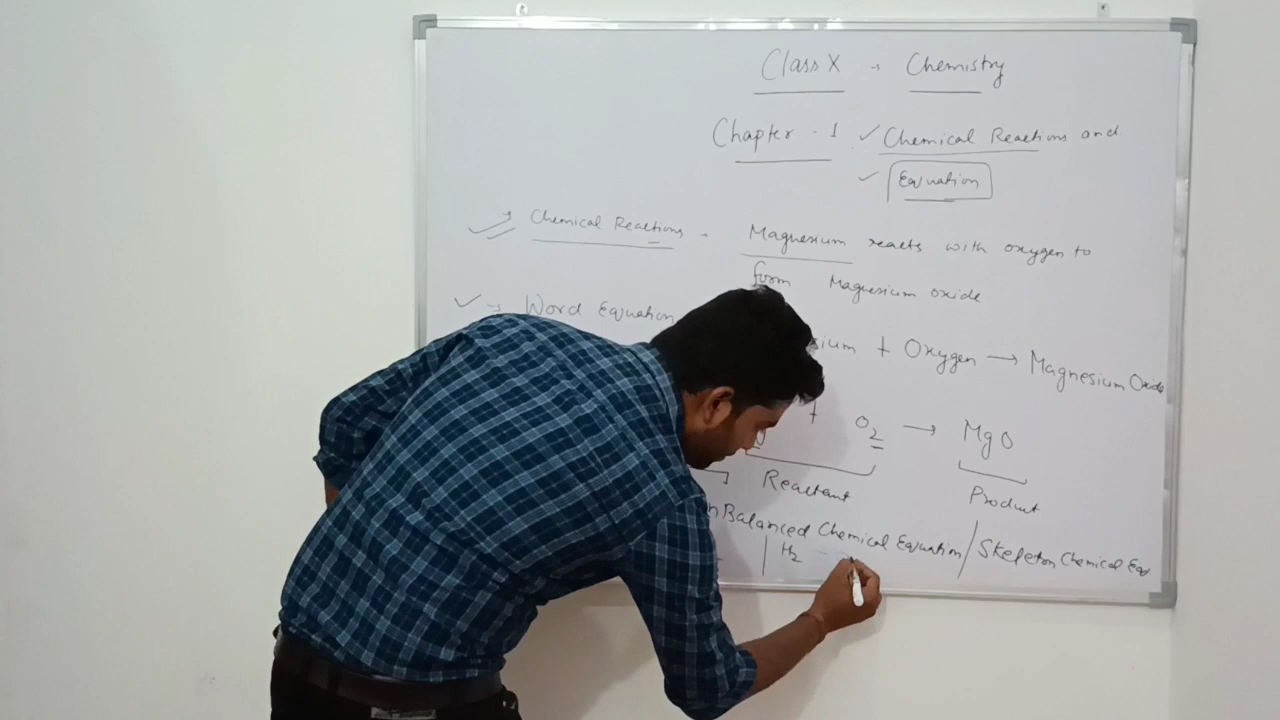 Class X → Chemistry
Chapter - 1 ✓ Chemical Reactions and
✓ Equation
→ Chemical Reactions - Magnesium reacts with oxygen to
form Magnesium oxide
✓ → Word Equation
+ Oxygen → Magnesium Oxide
+ O2 → MgO
Reactant Product
Balanced Chemical Equation / Skeleton Chemical Eqn
| H2